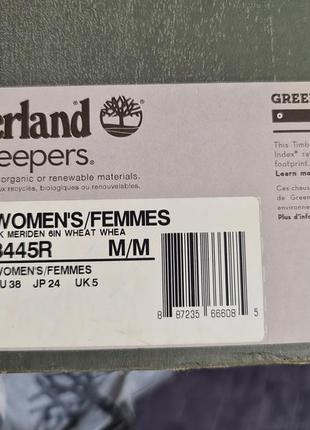 erland
eepers®
organic or renewable materials.
ux recyclés, biologiques ou renouvelables.
GREE
This Timb
Index® ra
footprint.
Learn mo
Ces chaus
de Green
environne
Plus d'info
WOMEN'S/FEMMES
K MERIDEN 6IN WHEAT WHEA
8445R M/M
WOMEN'S/FEMMES
U 38 JP 24 UK 5
8 87235 66608 5